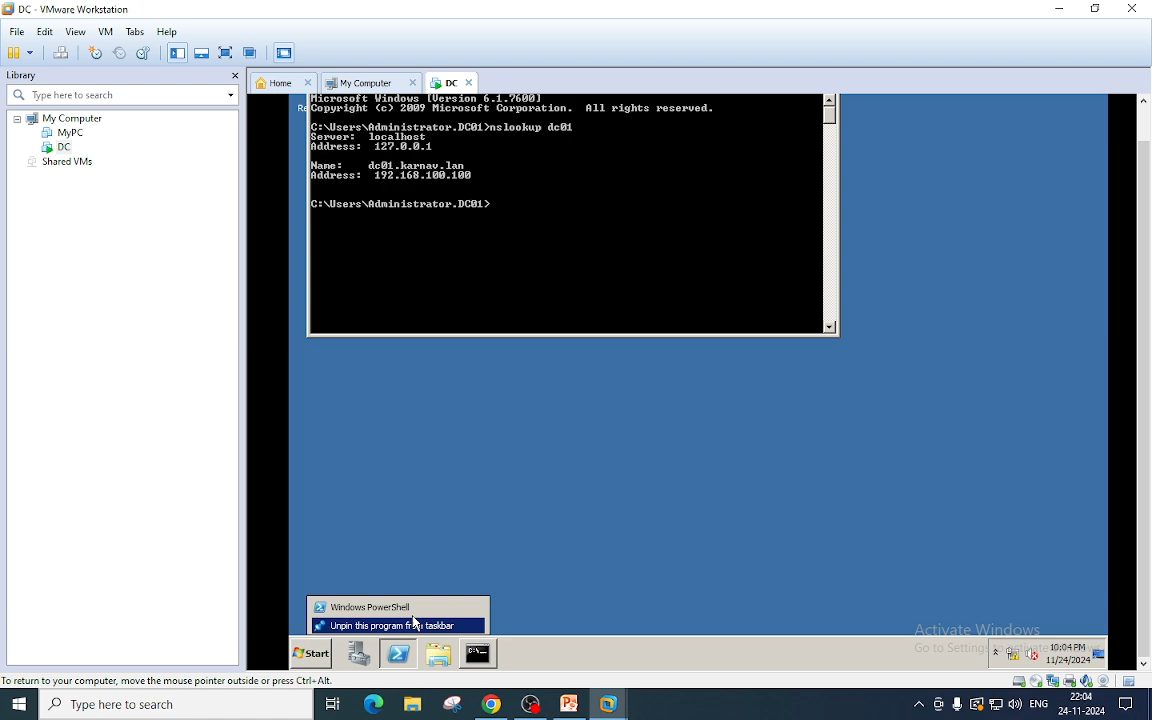 DC - VMware Workstation
File Edit View VM Tabs Help
Library
Type here to search
My Computer
MyPC
DC
Shared VMs
Home
My Computer
DC
Re
Microsoft Windows [Version 6.1.7600]
Copyright (c) 2009 Microsoft Corporation. All rights reserved.
C:\Users\Administrator.DC01>nslookup dc01
Server: localhost
Address: 127.0.0.1
Name: dc01.karnav.lan
Address: 192.168.100.100
C:\Users\Administrator.DC01>
Windows PowerShell
Unpin this program from taskbar
Activate Windows
Go to Settings
Start
C:\_
10:04 PM
11/24/2024
To return to your computer, move the mouse pointer outside or press Ctrl+Alt.
Type here to search
ENG
22:04
24-11-2024